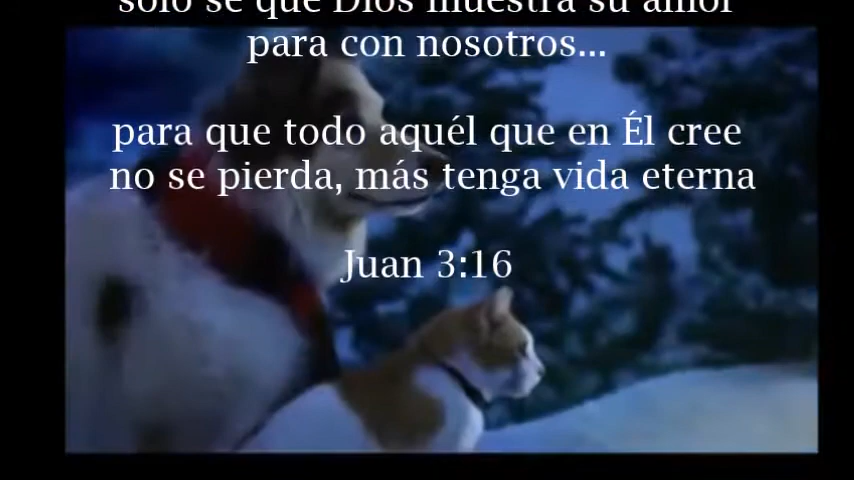 solo sé que Dios muestra su amor
para con nosotros...
para que todo aquél que en Él cree
no se pierda, más tenga vida eterna
Juan 3:16